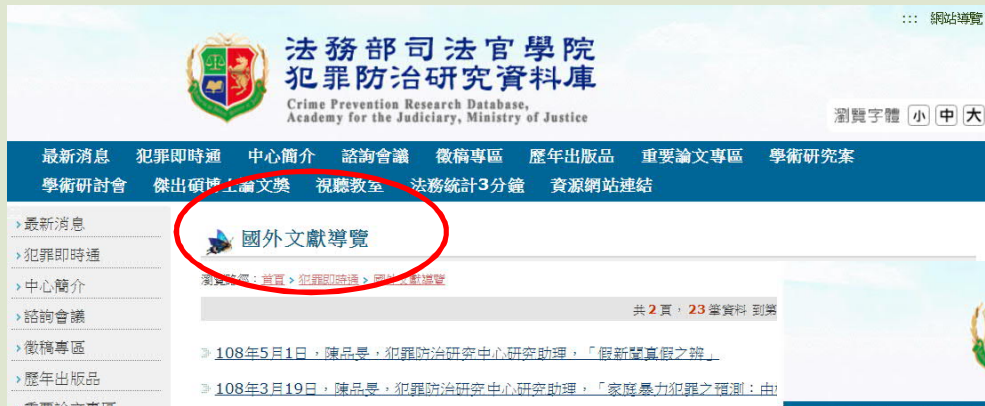 ::: 網站導覽
法務部司法官學院
犯罪防治研究資料庫
Crime Prevention Research Database,
Academy for the Judiciary, Ministry of Justice
瀏覽字體 小 中 大
最新消息 犯罪即時通 中心簡介 諮詢會議 徵稿專區 歷年出版品 重要論文專區 學術研究案
學術研討會 傑出碩博士論文獎 視聽教室 法務統計3分鐘 資源網站連結
›最新消息
國外文獻導覽
›犯罪即時通
瀏覽路徑：首頁 › 犯罪即時通 › 國外文獻導覽
›中心簡介
共 2 頁，23 筆資料 到第
›諮詢會議
›徵稿專區
108年5月1日，陳品旻，犯罪防治研究中心研究助理，「假新聞真假之辨」
›歷年出版品
108年3月19日，陳品旻，犯罪防治研究中心研究助理，「家庭暴力犯罪之預測：由